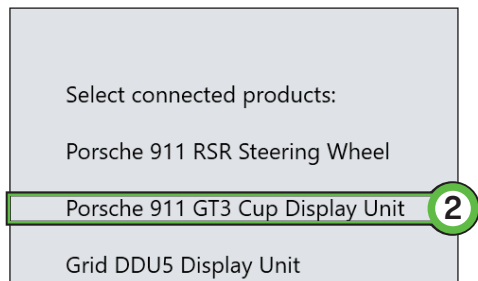 Select connected products:
Porsche 911 RSR Steering Wheel
Porsche 911 GT3 Cup Display Unit 2
Grid DDU5 Display Unit